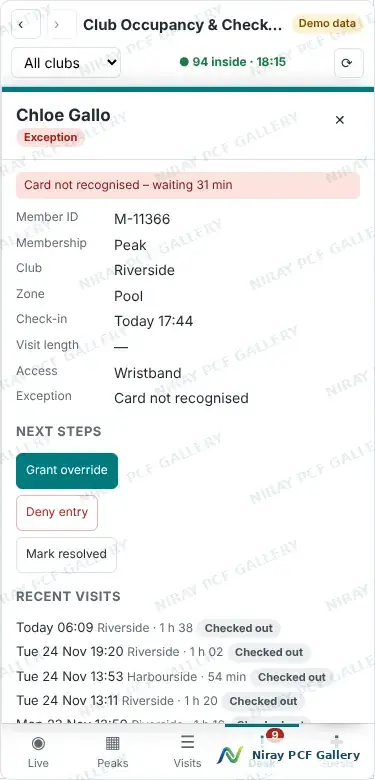 Club Occupancy & Check...
Demo data
All clubs
94 inside · 18:15
Chloe Gallo
Exception
Card not recognised – waiting 31 min
Member ID M-11366
Membership Peak
Club Riverside
Zone Pool
Check-in Today 17:44
Visit length —
Access Wristband
Exception Card not recognised
NEXT STEPS
Grant override
Deny entry
Mark resolved
RECENT VISITS
Today 06:09 Riverside · 1 h 38 Checked out
Tue 24 Nov 19:20 Riverside · 1 h 02 Checked out
Tue 24 Nov 13:53 Harbourside · 54 min Checked out
Tue 24 Nov 13:11 Riverside · 1 h 20 Checked out
Live Peaks Visits
9
Niray PCF Gallery
NIRAY PCF GALLERY